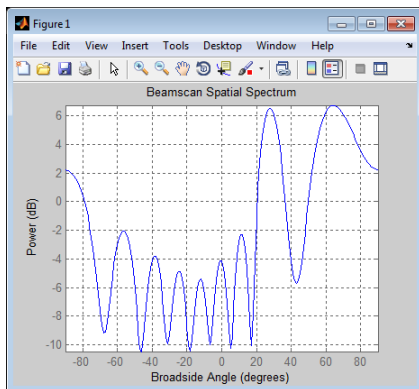 Figure 1
File Edit View Insert Tools Desktop Window Help
Beamscan Spatial Spectrum
6
4
2
0
-2
-4
-6
-8
-10
Power (dB)
-80 -60 -40 -20 0 20 40 60 80
Broadside Angle (degrees)